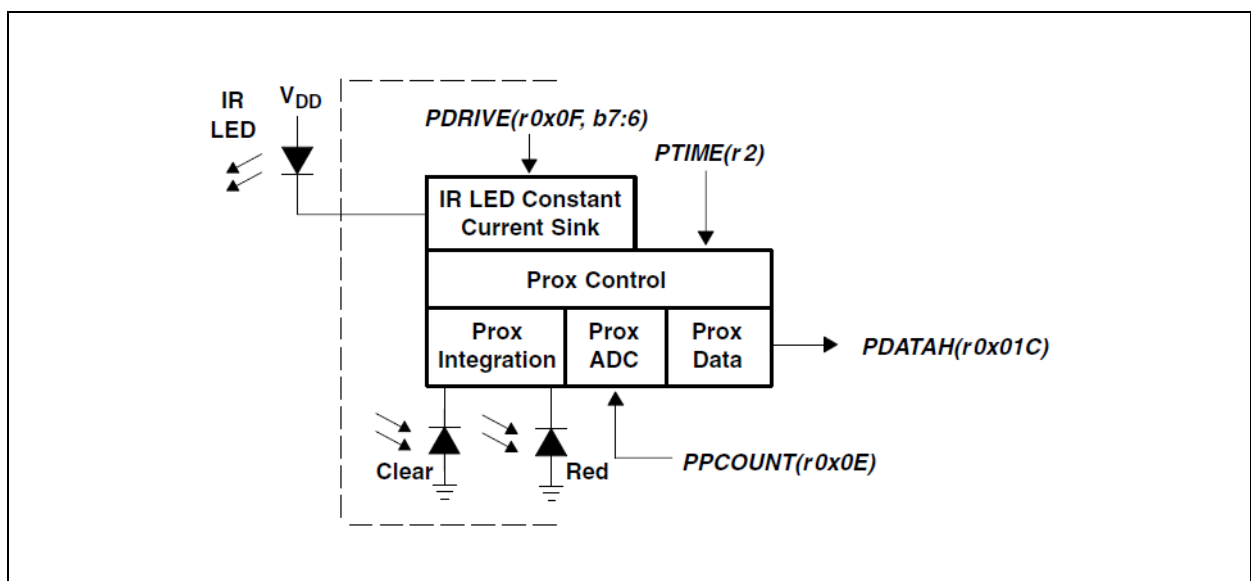 IR
LED
VDD
PDRIVE(r0x0F, b7:6)
PTIME(r2)
IR LED Constant
Current Sink
Prox Control
Prox
Integration
Prox
ADC
Prox
Data
PDATAH(r0x01C)
Clear
Red
PPCOUNT(r0x0E)